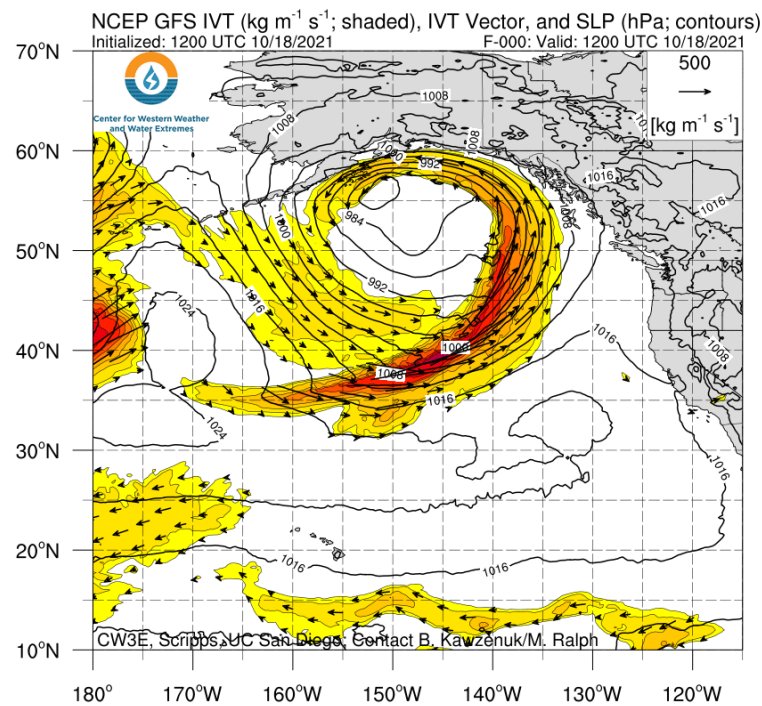 NCEP GFS IVT (kg m⁻¹ s⁻¹; shaded), IVT Vector, and SLP (hPa; contours)
Initialized: 1200 UTC 10/18/2021
F-000: Valid: 1200 UTC 10/18/2021
70°N
500
[kg m⁻¹ s⁻¹]
Center for Western Weather
and Water Extremes
1008
1008
1008
60°N
992
1016
1016
984
1000
1008
50°N
992
1024
1016
1016
40°N
1008
1008
1008
1016
1024
30°N
1016
20°N
1016
1016
CW3E, Scripps, UC San Diego; Contact B. Kawzenuk/M. Ralph
10°N
180°
170°W
160°W
150°W
140°W
130°W
120°W